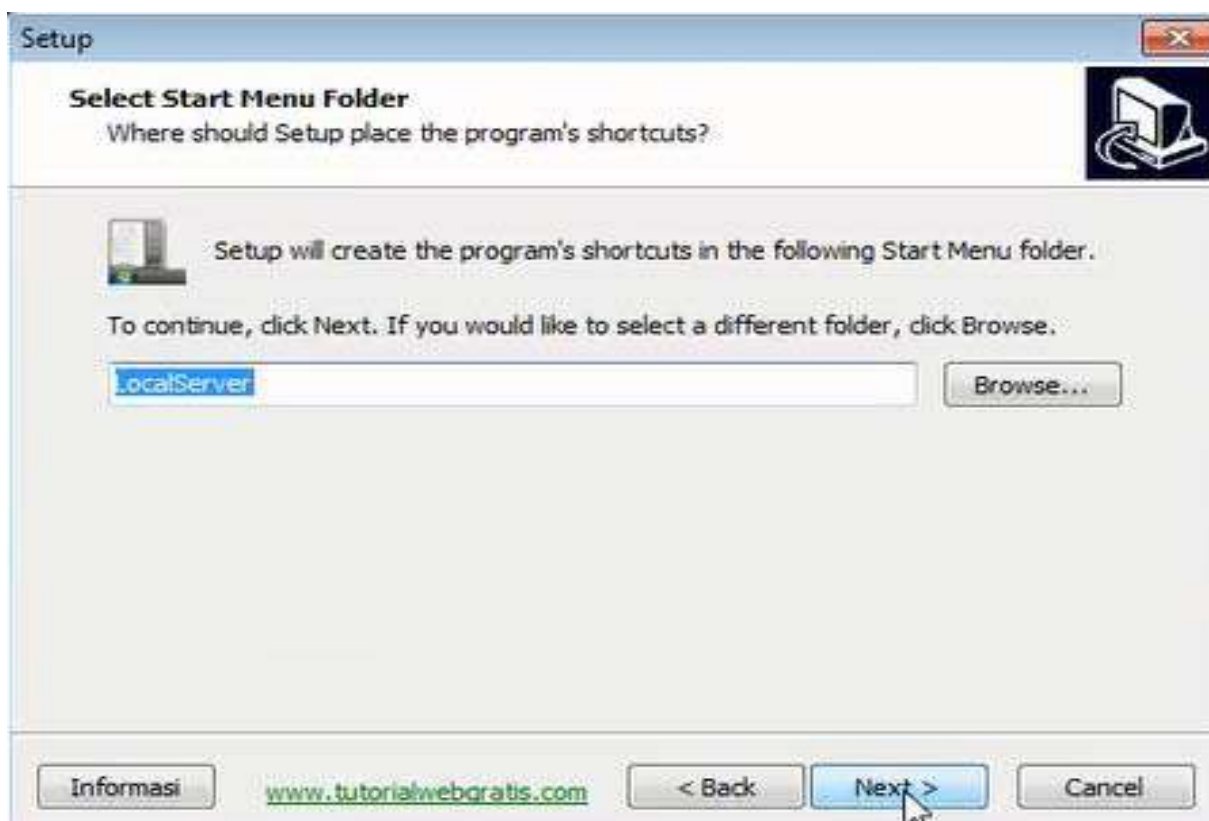 Setup
Select Start Menu Folder
Where should Setup place the program's shortcuts?
Setup will create the program's shortcuts in the following Start Menu folder.
To continue, click Next. If you would like to select a different folder, click Browse.
LocalServer
Browse...
Informasi
www.tutorialwebgratis.com
< Back
Next >
Cancel